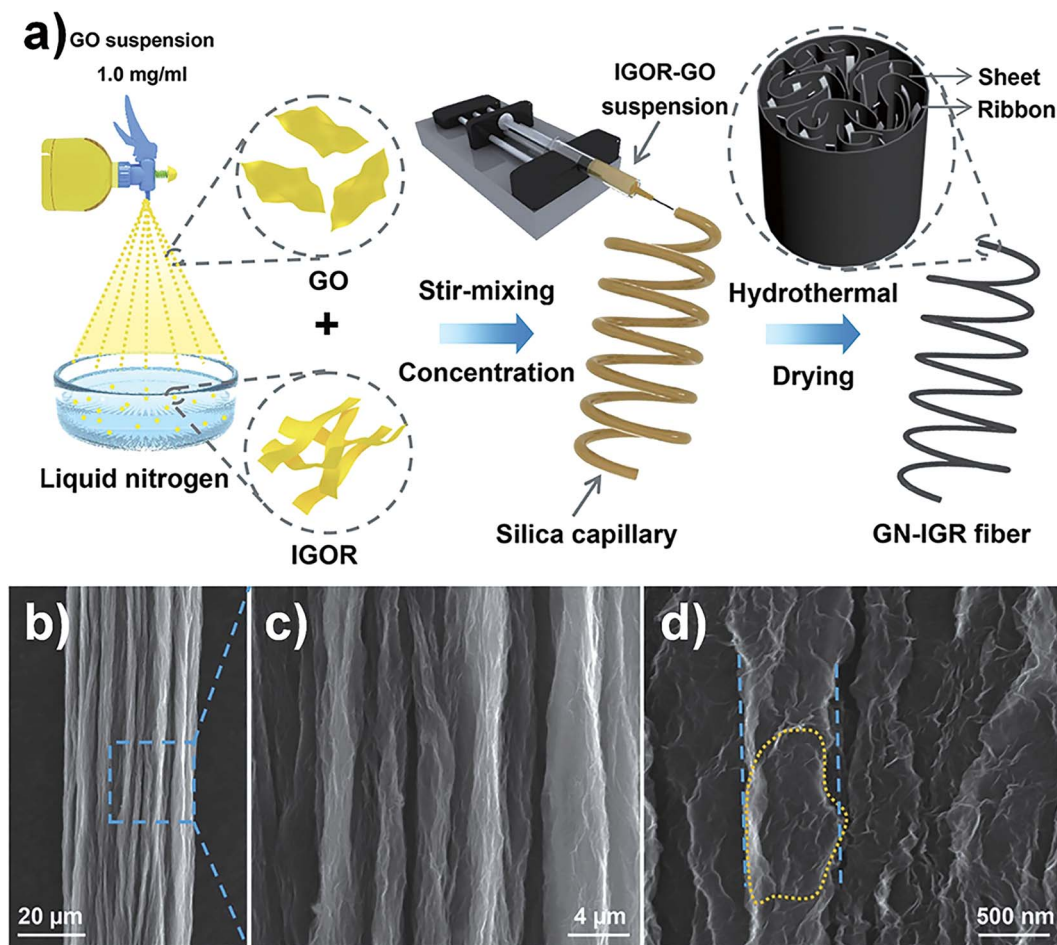 a)
GO suspension
1.0 mg/ml
GO
+
Liquid nitrogen
IGOR
Stir-mixing
Concentration
IGOR-GO
suspension
Silica capillary
Hydrothermal
Drying
Sheet
Ribbon
GN-IGR fiber
b)
20 μm
c)
4 μm
d)
500 nm